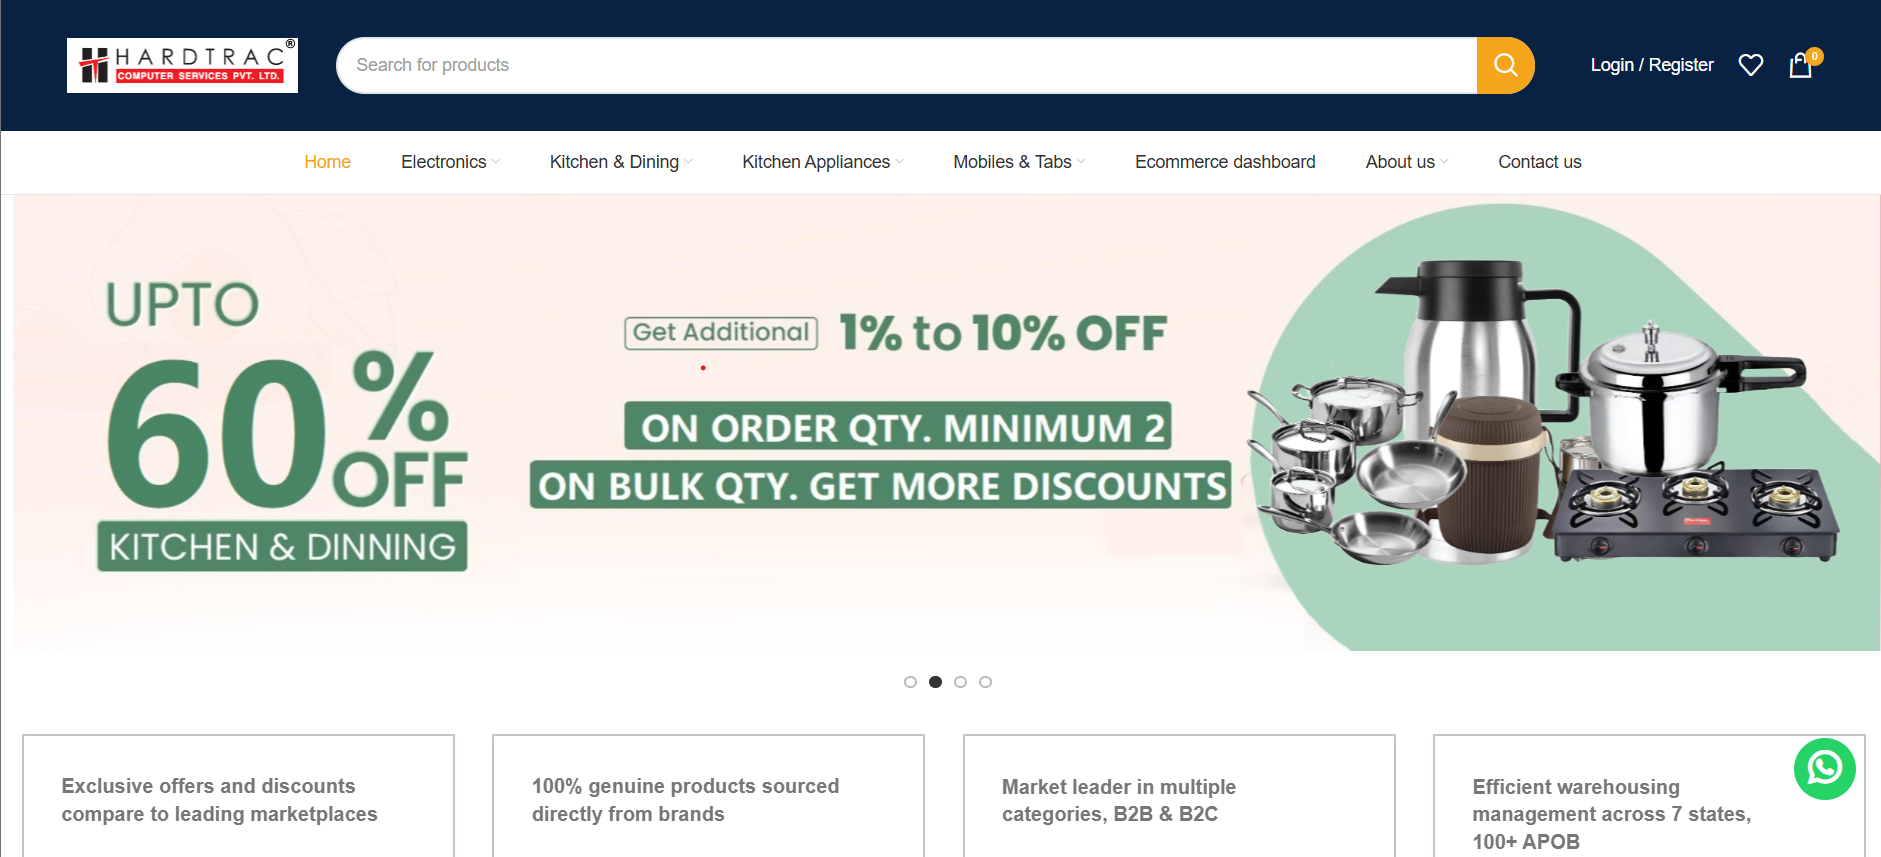 HARDTRAC®
COMPUTER SERVICES PVT. LTD.
Search for products
Login / Register
0
Home
Electronics
Kitchen & Dining
Kitchen Appliances
Mobiles & Tabs
Ecommerce dashboard
About us
Contact us
UPTO
60%
OFF
KITCHEN & DINNING
Get Additional 1% to 10% OFF
ON ORDER QTY. MINIMUM 2
ON BULK QTY. GET MORE DISCOUNTS
Exclusive offers and discounts
compare to leading marketplaces
100% genuine products sourced
directly from brands
Market leader in multiple
categories, B2B & B2C
Efficient warehousing
management across 7 states,
100+ APOB